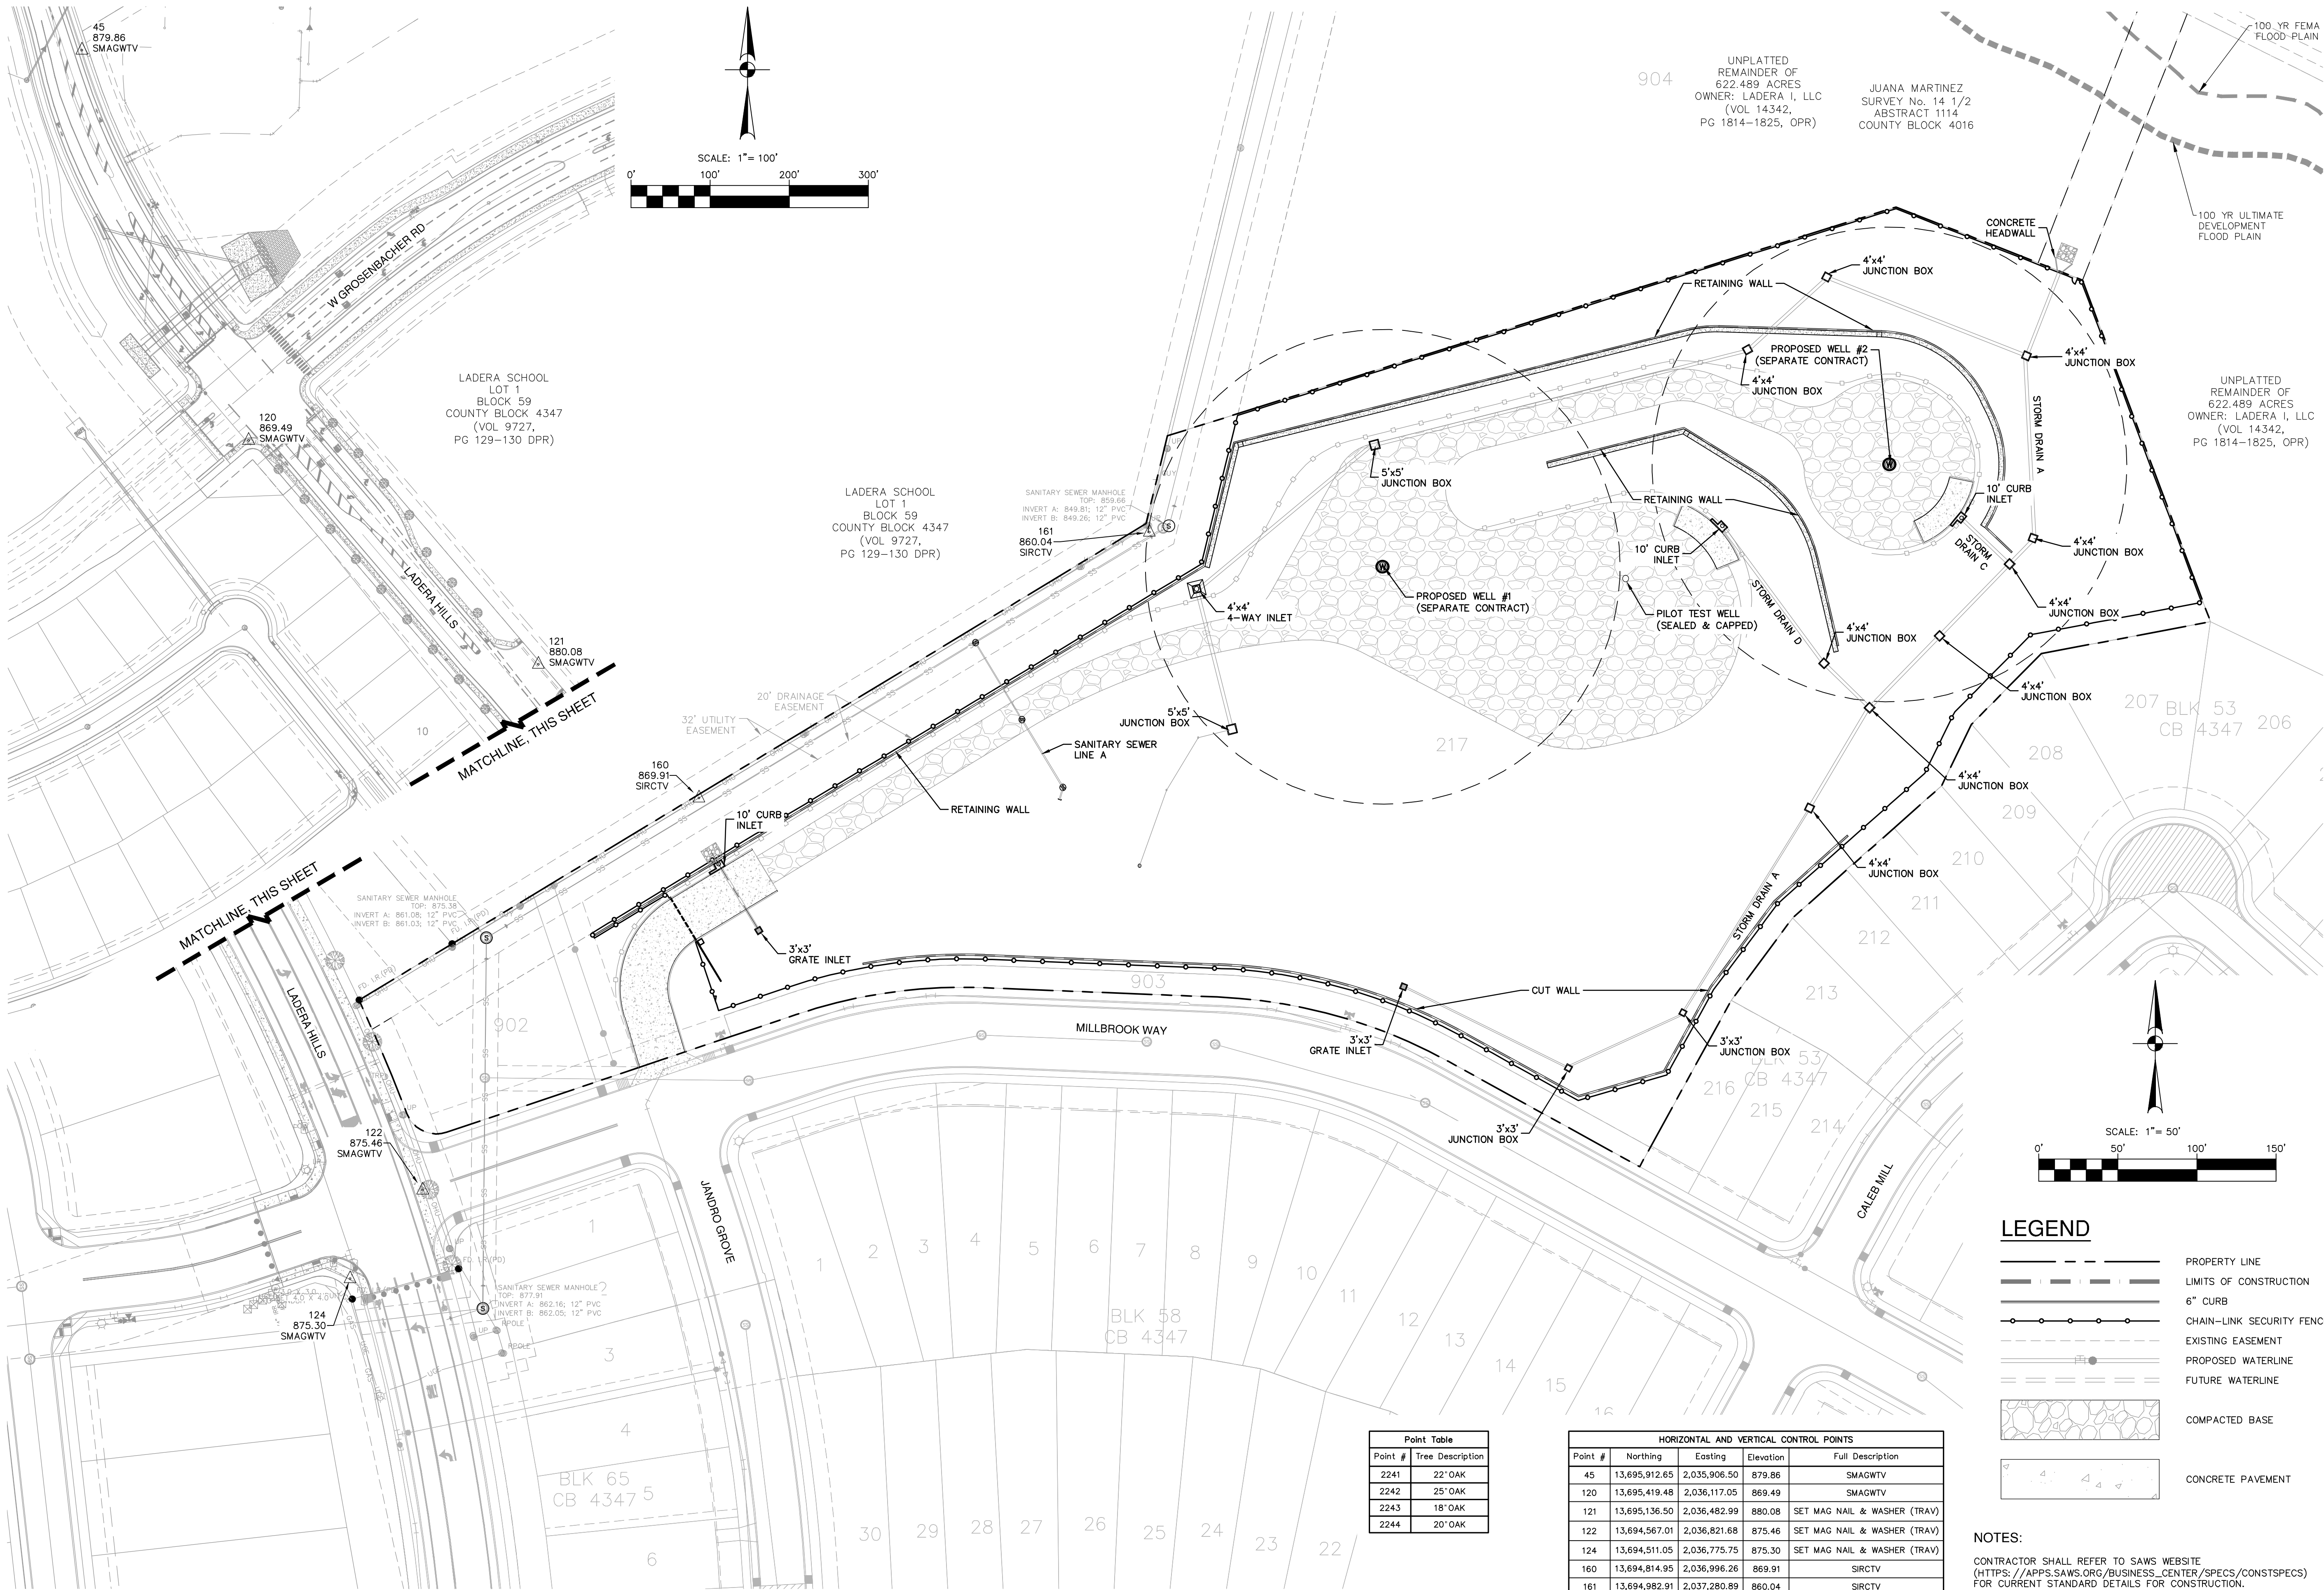 45
879.86
SMAGWTV
SCALE: 1"= 100'
0' 100' 200' 300'
904
UNPLATTED
REMAINDER OF
622.489 ACRES
OWNER: LADERA I, LLC
(VOL 14342,
PG 1814-1825, OPR)
JUANA MARTINEZ
SURVEY No. 14 1/2
ABSTRACT 1114
COUNTY BLOCK 4016
100 YR FEMA
FLOOD PLAIN
100 YR ULTIMATE
DEVELOPMENT
FLOOD PLAIN
CONCRETE
HEADWALL
W GROSENBACHER RD
4'x4'
JUNCTION BOX
RETAINING WALL
PROPOSED WELL #2
(SEPARATE CONTRACT)
4'x4'
JUNCTION BOX
4'x4'
JUNCTION BOX
STORM DRAIN A
UNPLATTED
REMAINDER OF
622.489 ACRES
OWNER: LADERA I, LLC
(VOL 14342,
PG 1814-1825, OPR)
LADERA SCHOOL
LOT 1
BLOCK 59
COUNTY BLOCK 4347
(VOL 9727,
PG 129-130 DPR)
120
869.49
SMAGWTV
LADERA HILLS
121
880.08
SMAGWTV
10
MATCHLINE, THIS SHEET
LADERA SCHOOL
LOT 1
BLOCK 59
COUNTY BLOCK 4347
(VOL 9727,
PG 129-130 DPR)
SANITARY SEWER MANHOLE
TOP: 859.66
INVERT A: 849.81; 12" PVC
INVERT B: 849.26; 12" PVC
161
860.04
SIRCTV
UP
GUY
UP
S
5'x5'
JUNCTION BOX
RETAINING WALL
10' CURB
INLET
10' CURB
INLET
STORM
DRAIN C
4'x4'
JUNCTION BOX
4'x4'
JUNCTION BOX
W
W
4'x4'
4-WAY INLET
PROPOSED WELL #1
(SEPARATE CONTRACT)
PILOT TEST WELL
(SEALED & CAPPED)
STORM DRAIN D
4'x4'
JUNCTION BOX
4'x4'
JUNCTION BOX
4'x4'
JUNCTION BOX
4'x4'
JUNCTION BOX
20' DRAINAGE
EASEMENT
32' UTILITY
EASEMENT
5'x5'
JUNCTION BOX
SANITARY SEWER
LINE A
217
160
869.91
SIRCTV
RETAINING WALL
10' CURB
INLET
207
BLK 53
CB 4347
206
208
209
210
211
212
213
STORM DRAIN A
MATCHLINE, THIS SHEET
SANITARY SEWER MANHOLE
TOP: 875.38
INVERT A: 861.08; 12" PVC
INVERT B: 861.03; 12" PVC
S
LADERA HILLS
902
3'x3'
GRATE INLET
903
MILLBROOK WAY
3'x3'
GRATE INLET
CUT WALL
3'x3'
JUNCTION BOX
BLK 53
CB 4347
216
215
214
3'x3'
JUNCTION BOX
122
875.46
SMAGWTV
UP
JANDRO GROVE
CALEB MILL
SCALE: 1"= 50'
0' 50' 100' 150'
1
1 2 3 4 5 6 7 8 9 10
11
12
13
14
15
16
BLK 58
CB 4347
30 29 28 27 26 25 24 23 22
124
875.30
SMAGWTV
SANITARY SEWER MANHOLE
TOP: 877.91
INVERT A: 862.16; 12" PVC
INVERT B: 862.05; 12" PVC
S
2
UP
PPOLE
PPOLE
3
4
BLK 65
CB 4347
5
6
LEGEND
PROPERTY LINE
LIMITS OF CONSTRUCTION
6" CURB
CHAIN-LINK SECURITY FENC
EXISTING EASEMENT
PROPOSED WATERLINE
FUTURE WATERLINE
COMPACTED BASE
CONCRETE PAVEMENT
NOTES:
CONTRACTOR SHALL REFER TO SAWS WEBSITE
(HTTPS: //APPS.SAWS.ORG/BUSINESS_CENTER/SPECS/CONSTSPECS)
FOR CURRENT STANDARD DETAILS FOR CONSTRUCTION.
Point Table
Point # Tree Description
2241 22"OAK
2242 25"OAK
2243 18"OAK
2244 20"OAK
HORIZONTAL AND VERTICAL CONTROL POINTS
Point # Northing Easting Elevation Full Description
45 13,695,912.65 2,035,906.50 879.86 SMAGWTV
120 13,695,419.48 2,036,117.05 869.49 SMAGWTV
121 13,695,136.50 2,036,482.99 880.08 SET MAG NAIL & WASHER (TRAV)
122 13,694,567.01 2,036,821.68 875.46 SET MAG NAIL & WASHER (TRAV)
124 13,694,511.05 2,036,775.75 875.30 SET MAG NAIL & WASHER (TRAV)
160 13,694,814.95 2,036,996.26 869.91 SIRCTV
161 13,694,982.91 2,037,280.89 860.04 SIRCTV